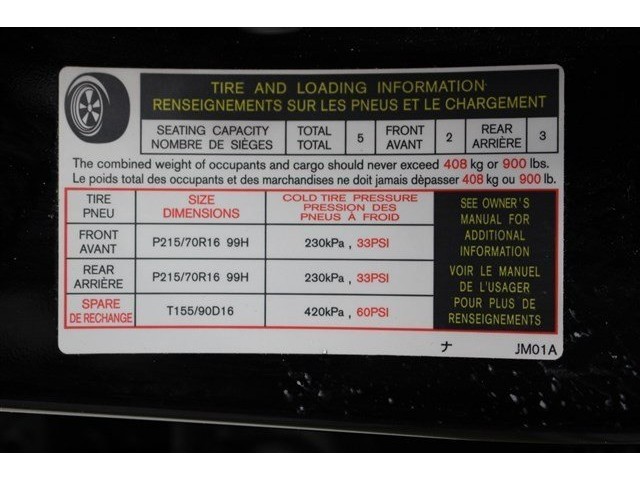 TIRE AND LOADING INFORMATION
RENSEIGNEMENTS SUR LES PNEUS ET LE CHARGEMENT
SEATING CAPACITY TOTAL 5 FRONT 2 REAR 3
NOMBRE DE SIÈGES TOTAL AVANT ARRIÈRE
The combined weight of occupants and cargo should never exceed 408 kg or 900 lbs.
Le poids total des occupants et des marchandises ne doit jamais dèpasser 408 kg ou 900 lb.
TIRE
PNEU
SIZE
DIMENSIONS
COLD TIRE PRESSURE
PRESSION DES
PNEUS À FROID
FRONT
AVANT
P215/70R16 99H
230kPa, 33PSI
REAR
ARRIÈRE
P215/70R16 99H
230kPa, 33PSI
SPARE
DE RECHANGE
T155/90D16
420kPa, 60PSI
SEE OWNER'S
MANUAL FOR
ADDITIONAL
INFORMATION
VOIR LE MANUEL
DE L'USAGER
POUR PLUS DE
RENSEIGNEMENTS
ナ JM01A